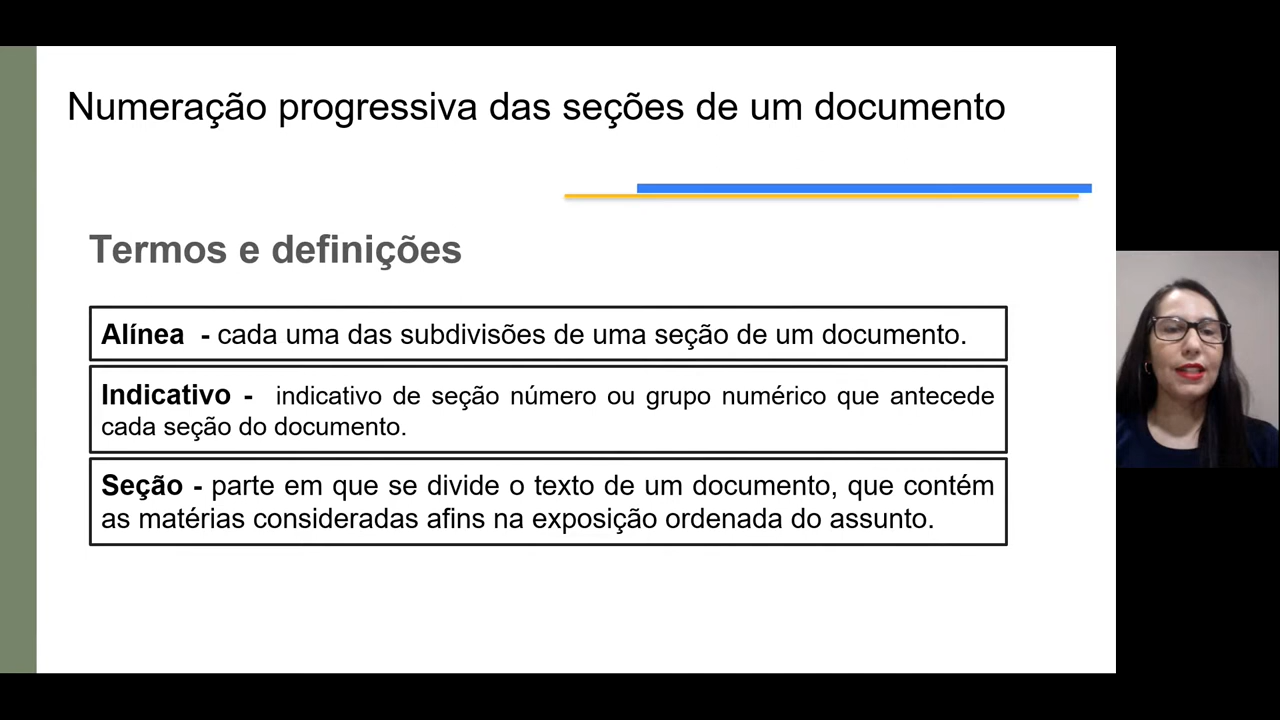 Numeração progressiva das seções de um documento
Termos e definições
Alínea - cada uma das subdivisões de uma seção de um documento.
Indicativo - indicativo de seção número ou grupo numérico que antecede
cada seção do documento.
Seção - parte em que se divide o texto de um documento, que contém
as matérias consideradas afins na exposição ordenada do assunto.